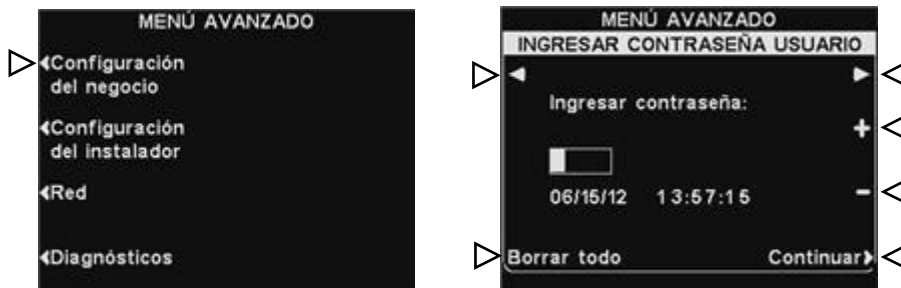 MENÚ AVANZADO
Configuración
del negocio
Configuración
del instalador
Red
Diagnósticos
MENÚ AVANZADO
INGRESAR CONTRASEÑA USUARIO
Ingresar contraseña:
+
-
06/15/12 13:57:15
Borrar todo Continuar